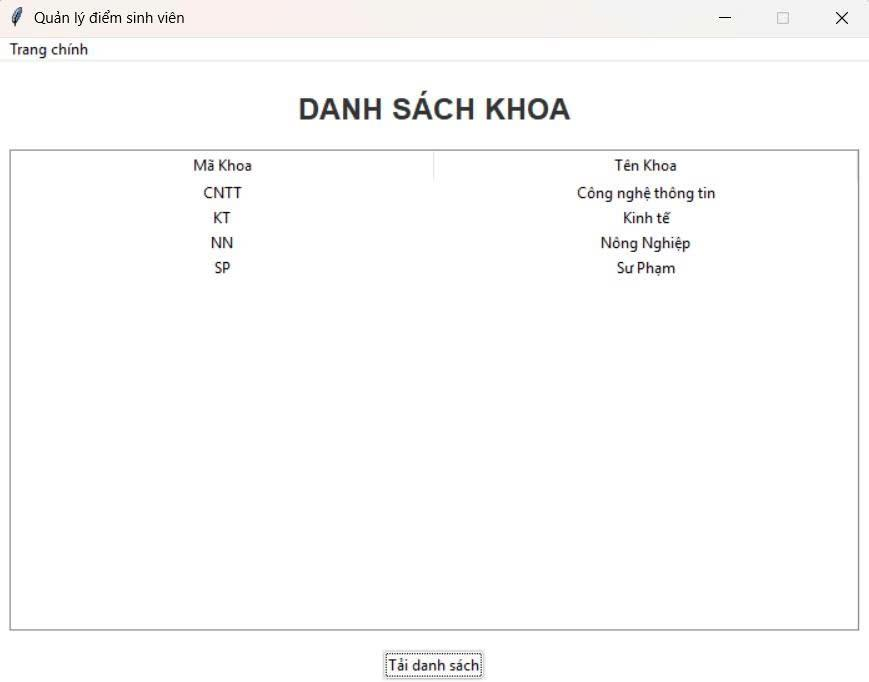 Quản lý điểm sinh viên
Trang chính
DANH SÁCH KHOA
Mã Khoa Tên Khoa
CNTT Công nghệ thông tin
KT Kinh tế
NN Nông Nghiệp
SP Sư Phạm
Tải danh sách